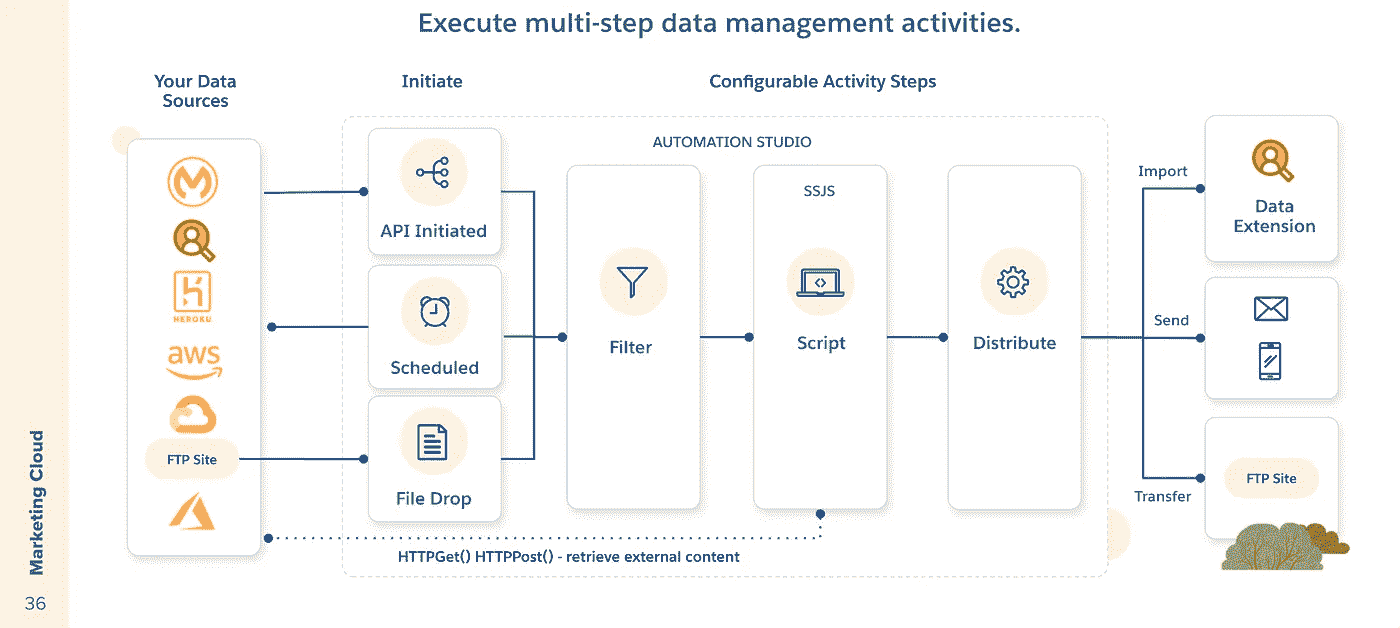 Execute multi-step data management activities.
Your Data
Sources
Initiate
Configurable Activity Steps
AUTOMATION STUDIO
HEROKU
aws
FTP Site
API Initiated
Scheduled
File Drop
Filter
SSJS
Script
Distribute
HTTPGet() HTTPPost() - retrieve external content
Import
Send
Transfer
Data
Extension
FTP Site
Marketing Cloud
36